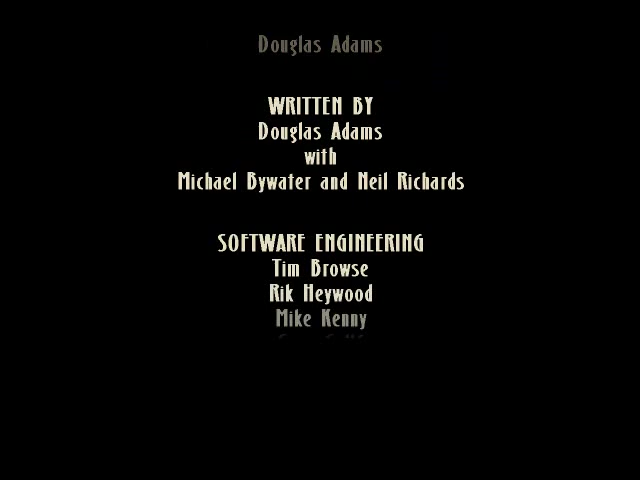 Douglas Adams
WRITTEN BY
Douglas Adams
with
Michael Bywater and Neil Richards
SOFTWARE ENGINEERING
Tim Browse
Rik Heywood
Mike Kenny